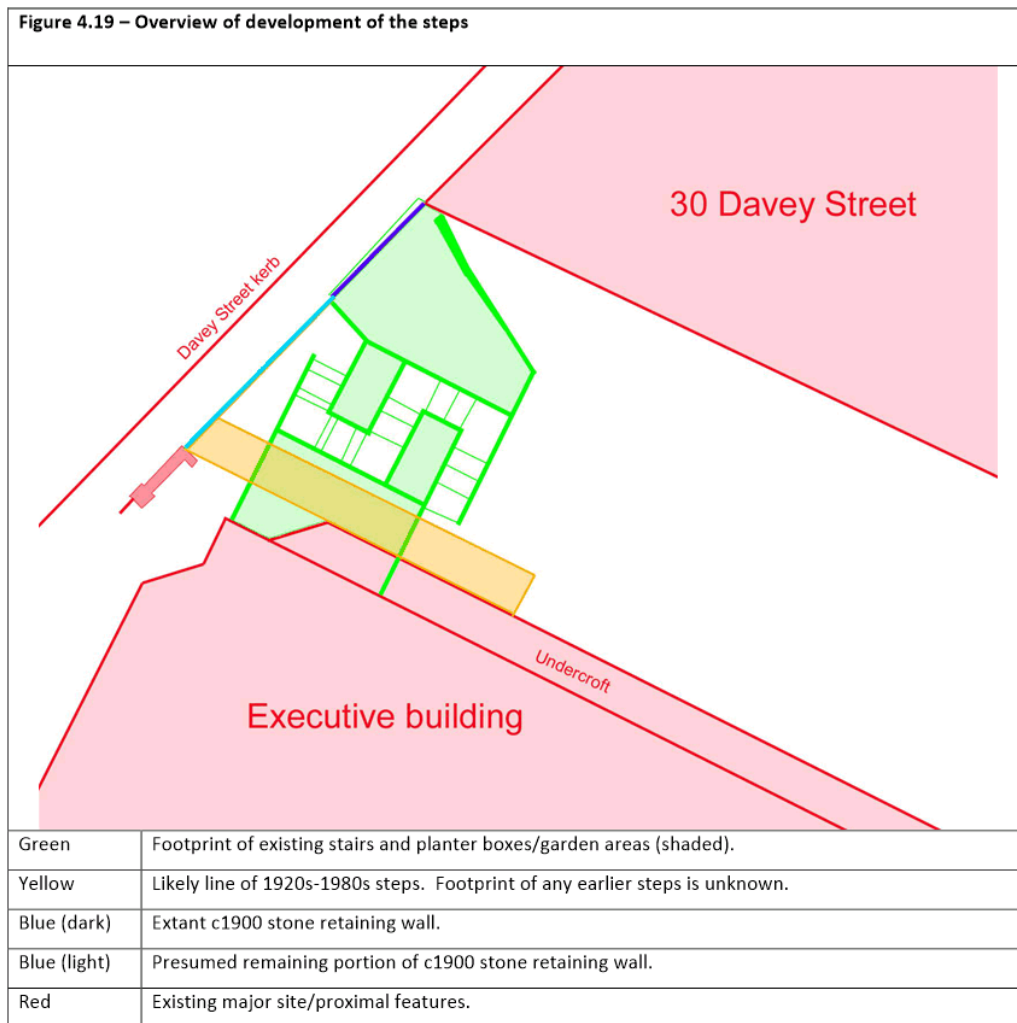 Figure 4.19 – Overview of development of the steps
30 Davey Street
Davey Street kerb
Undercroft
Executive building
Green Footprint of existing stairs and planter boxes/garden areas (shaded).
Yellow Likely line of 1920s-1980s steps. Footprint of any earlier steps is unknown.
Blue (dark) Extant c1900 stone retaining wall.
Blue (light) Presumed remaining portion of c1900 stone retaining wall.
Red Existing major site/proximal features.